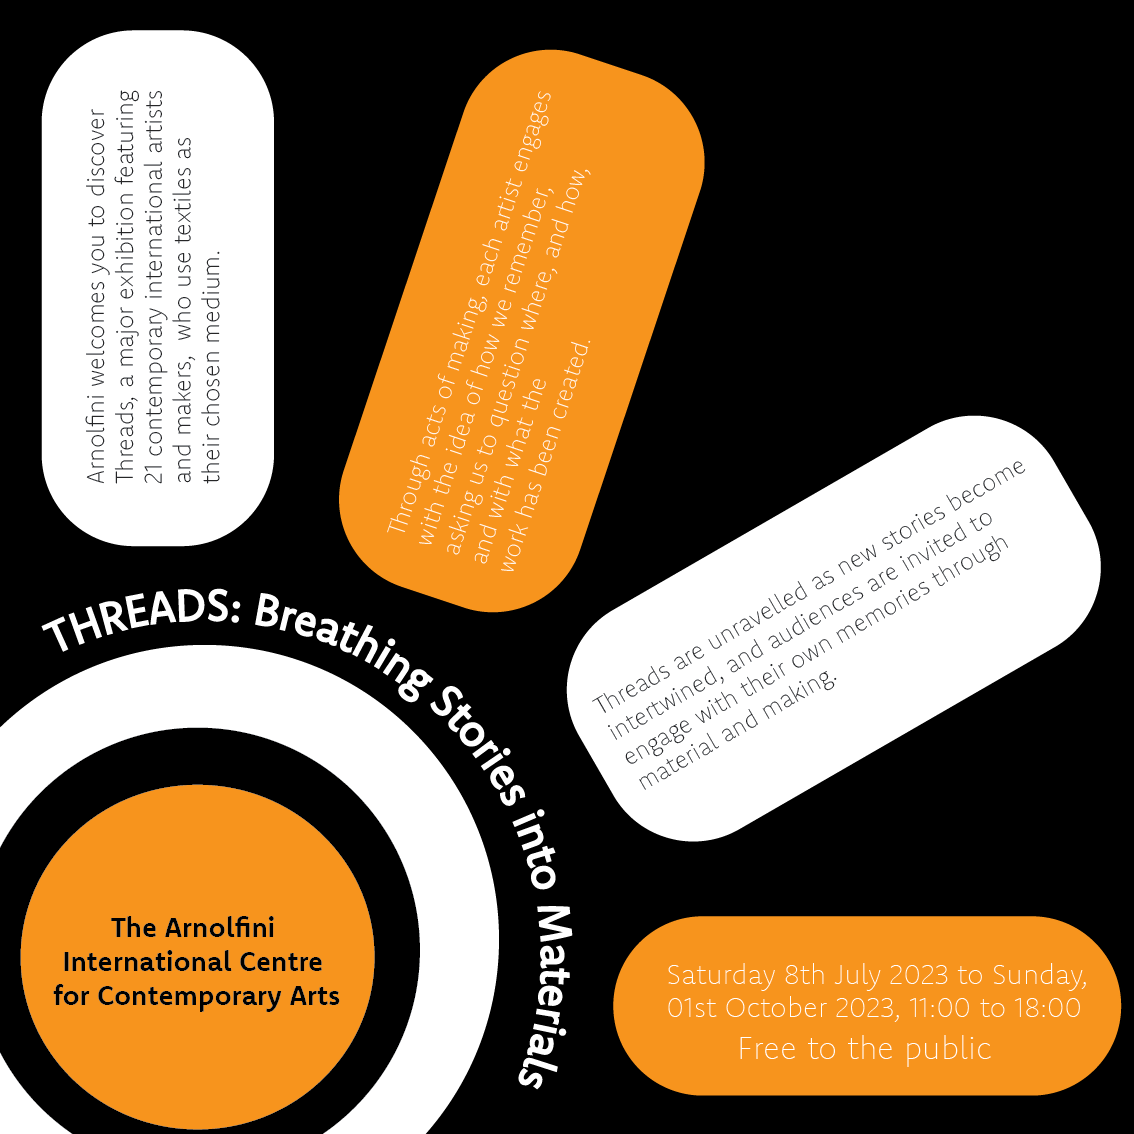 Arnolfini welcomes you to discover
Threads, a major exhibition featuring
21 contemporary international artists
and makers, who use textiles as
their chosen medium.
Through acts of making, each artist engages
with the idea of how we remember,
asking us to question where, and how,
and with what the
work has been created.
Threads are unravelled as new stories become
intertwined, and audiences are invited to
engage with their own memories through
material and making.
THREADS: Breathing Stories into Materials
The Arnolfini
International Centre
for Contemporary Arts
Saturday 8th July 2023 to Sunday,
01st October 2023, 11:00 to 18:00
Free to the public